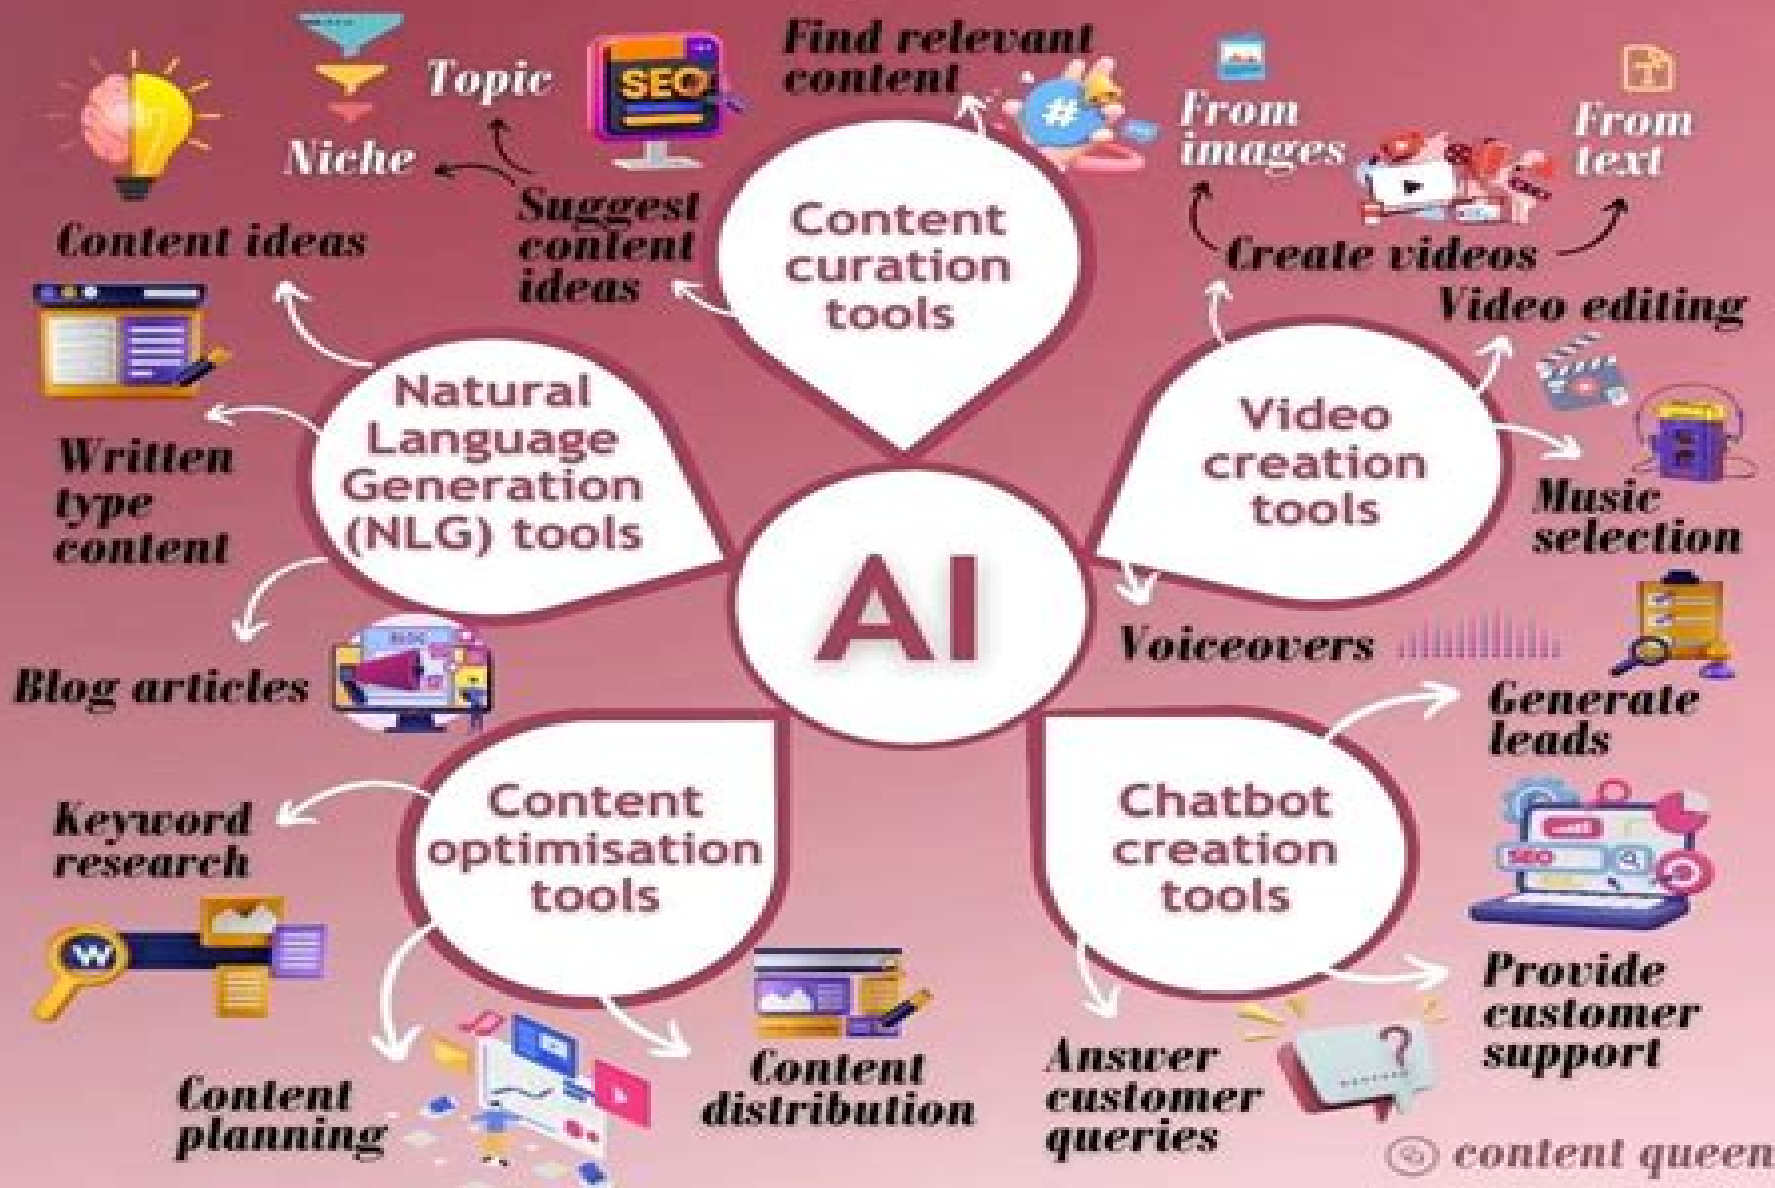 Find relevant
content
Topic
SEO
#
From
images
From
text
Niche
Suggest
content
ideas
Content ideas
Content
curation
tools
Create videos
Video editing
Natural
Language
Generation
(NLG) tools
Video
creation
tools
Written
type
content
Music
selection
AI
Blog articles
BLOG
Voiceovers
Generate
leads
Keyword
research
W
Content
optimisation
tools
Chatbot
creation
tools
SEO
Provide
customer
support
Content
planning
Content
distribution
Answer
customer
queries
?
content queen